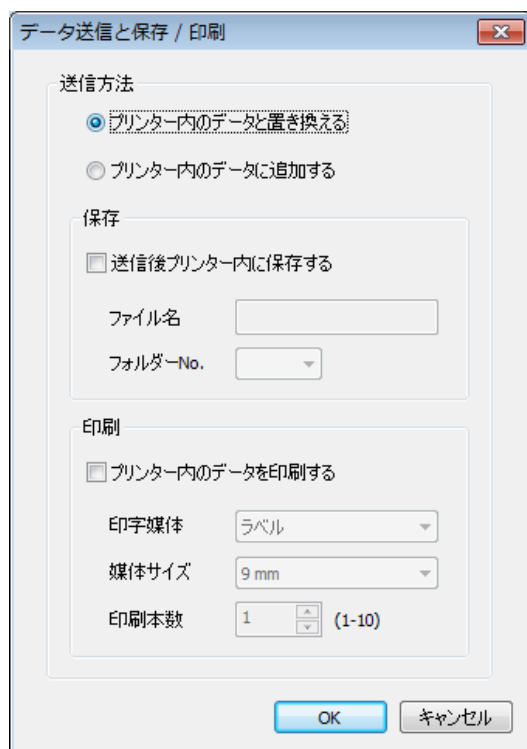 データ送信と保存 / 印刷
送信方法
プリンター内のデータと置き換える
プリンター内のデータに追加する
保存
送信後プリンター内に保存する
ファイル名
フォルダーNo.
印刷
プリンター内のデータを印刷する
印字媒体 ラベル
媒体サイズ 9 mm
印刷本数 1 (1-10)
OK キャンセル